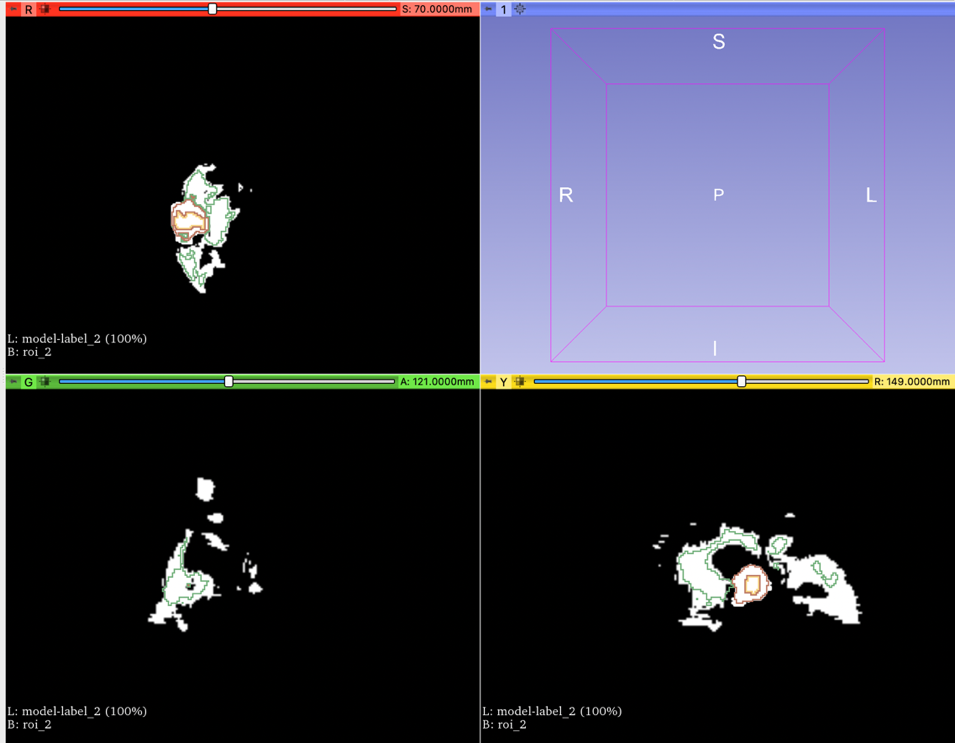 R
S: 70.0000mm
1
S
R
P
L
I
L: model-label_2 (100%)
B: roi_2
G
A: 121.0000mm
Y
R: 149.0000mm
L: model-label_2 (100%)
B: roi_2
L: model-label_2 (100%)
B: roi_2